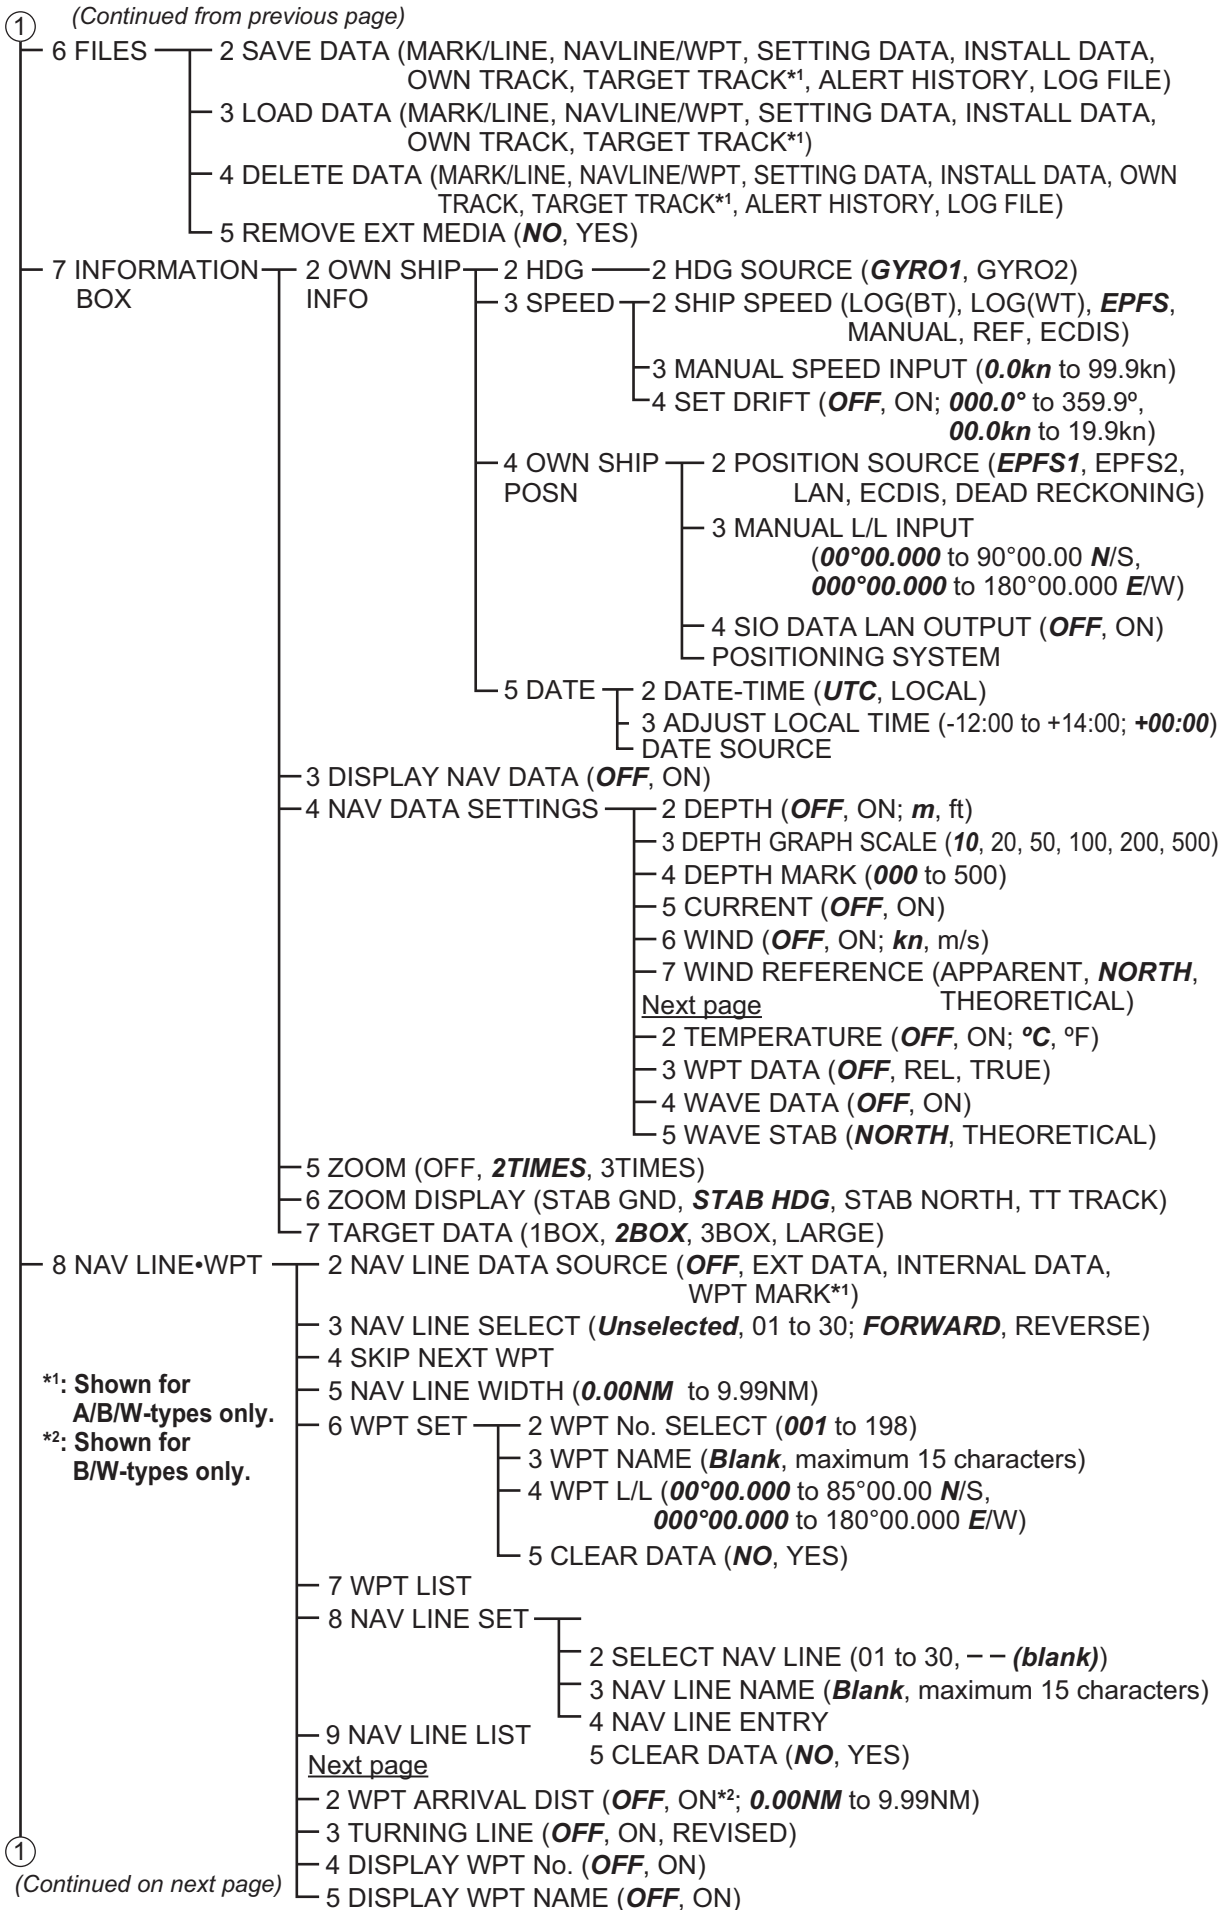 (Continued from previous page)
1
6 FILES
2 SAVE DATA (MARK/LINE, NAVLINE/WPT, SETTING DATA, INSTALL DATA,
OWN TRACK, TARGET TRACK*1, ALERT HISTORY, LOG FILE)
3 LOAD DATA (MARK/LINE, NAVLINE/WPT, SETTING DATA, INSTALL DATA,
OWN TRACK, TARGET TRACK*1)
4 DELETE DATA (MARK/LINE, NAVLINE/WPT, SETTING DATA, INSTALL DATA, OWN
TRACK, TARGET TRACK*1, ALERT HISTORY, LOG FILE)
5 REMOVE EXT MEDIA (NO, YES)
7 INFORMATION
BOX
2 OWN SHIP
INFO
2 HDG
2 HDG SOURCE (GYRO1, GYRO2)
3 SPEED
2 SHIP SPEED (LOG(BT), LOG(WT), EPFS,
MANUAL, REF, ECDIS)
3 MANUAL SPEED INPUT (0.0kn to 99.9kn)
4 SET DRIFT (OFF, ON; 000.0° to 359.9º,
00.0kn to 19.9kn)
4 OWN SHIP
POSN
2 POSITION SOURCE (EPFS1, EPFS2,
LAN, ECDIS, DEAD RECKONING)
3 MANUAL L/L INPUT
(00°00.000 to 90°00.00 N/S,
000°00.000 to 180°00.000 E/W)
4 SIO DATA LAN OUTPUT (OFF, ON)
POSITIONING SYSTEM
5 DATE
2 DATE-TIME (UTC, LOCAL)
3 ADJUST LOCAL TIME (-12:00 to +14:00; +00:00)
DATE SOURCE
3 DISPLAY NAV DATA (OFF, ON)
4 NAV DATA SETTINGS
2 DEPTH (OFF, ON; m, ft)
3 DEPTH GRAPH SCALE (10, 20, 50, 100, 200, 500)
4 DEPTH MARK (000 to 500)
5 CURRENT (OFF, ON)
6 WIND (OFF, ON; kn, m/s)
7 WIND REFERENCE (APPARENT, NORTH,
THEORETICAL)
Next page
2 TEMPERATURE (OFF, ON; ºC, ºF)
3 WPT DATA (OFF, REL, TRUE)
4 WAVE DATA (OFF, ON)
5 WAVE STAB (NORTH, THEORETICAL)
5 ZOOM (OFF, 2TIMES, 3TIMES)
6 ZOOM DISPLAY (STAB GND, STAB HDG, STAB NORTH, TT TRACK)
7 TARGET DATA (1BOX, 2BOX, 3BOX, LARGE)
8 NAV LINE•WPT
2 NAV LINE DATA SOURCE (OFF, EXT DATA, INTERNAL DATA,
WPT MARK*1)
3 NAV LINE SELECT (Unselected, 01 to 30; FORWARD, REVERSE)
4 SKIP NEXT WPT
5 NAV LINE WIDTH (0.00NM to 9.99NM)
*1: Shown for
A/B/W-types only.
*2: Shown for
B/W-types only.
6 WPT SET
2 WPT No. SELECT (001 to 198)
3 WPT NAME (Blank, maximum 15 characters)
4 WPT L/L (00°00.000 to 85°00.00 N/S,
000°00.000 to 180°00.000 E/W)
5 CLEAR DATA (NO, YES)
7 WPT LIST
8 NAV LINE SET
2 SELECT NAV LINE (01 to 30, – – (blank))
3 NAV LINE NAME (Blank, maximum 15 characters)
4 NAV LINE ENTRY
5 CLEAR DATA (NO, YES)
9 NAV LINE LIST
Next page
2 WPT ARRIVAL DIST (OFF, ON*2; 0.00NM to 9.99NM)
3 TURNING LINE (OFF, ON, REVISED)
4 DISPLAY WPT No. (OFF, ON)
5 DISPLAY WPT NAME (OFF, ON)
1
(Continued on next page)